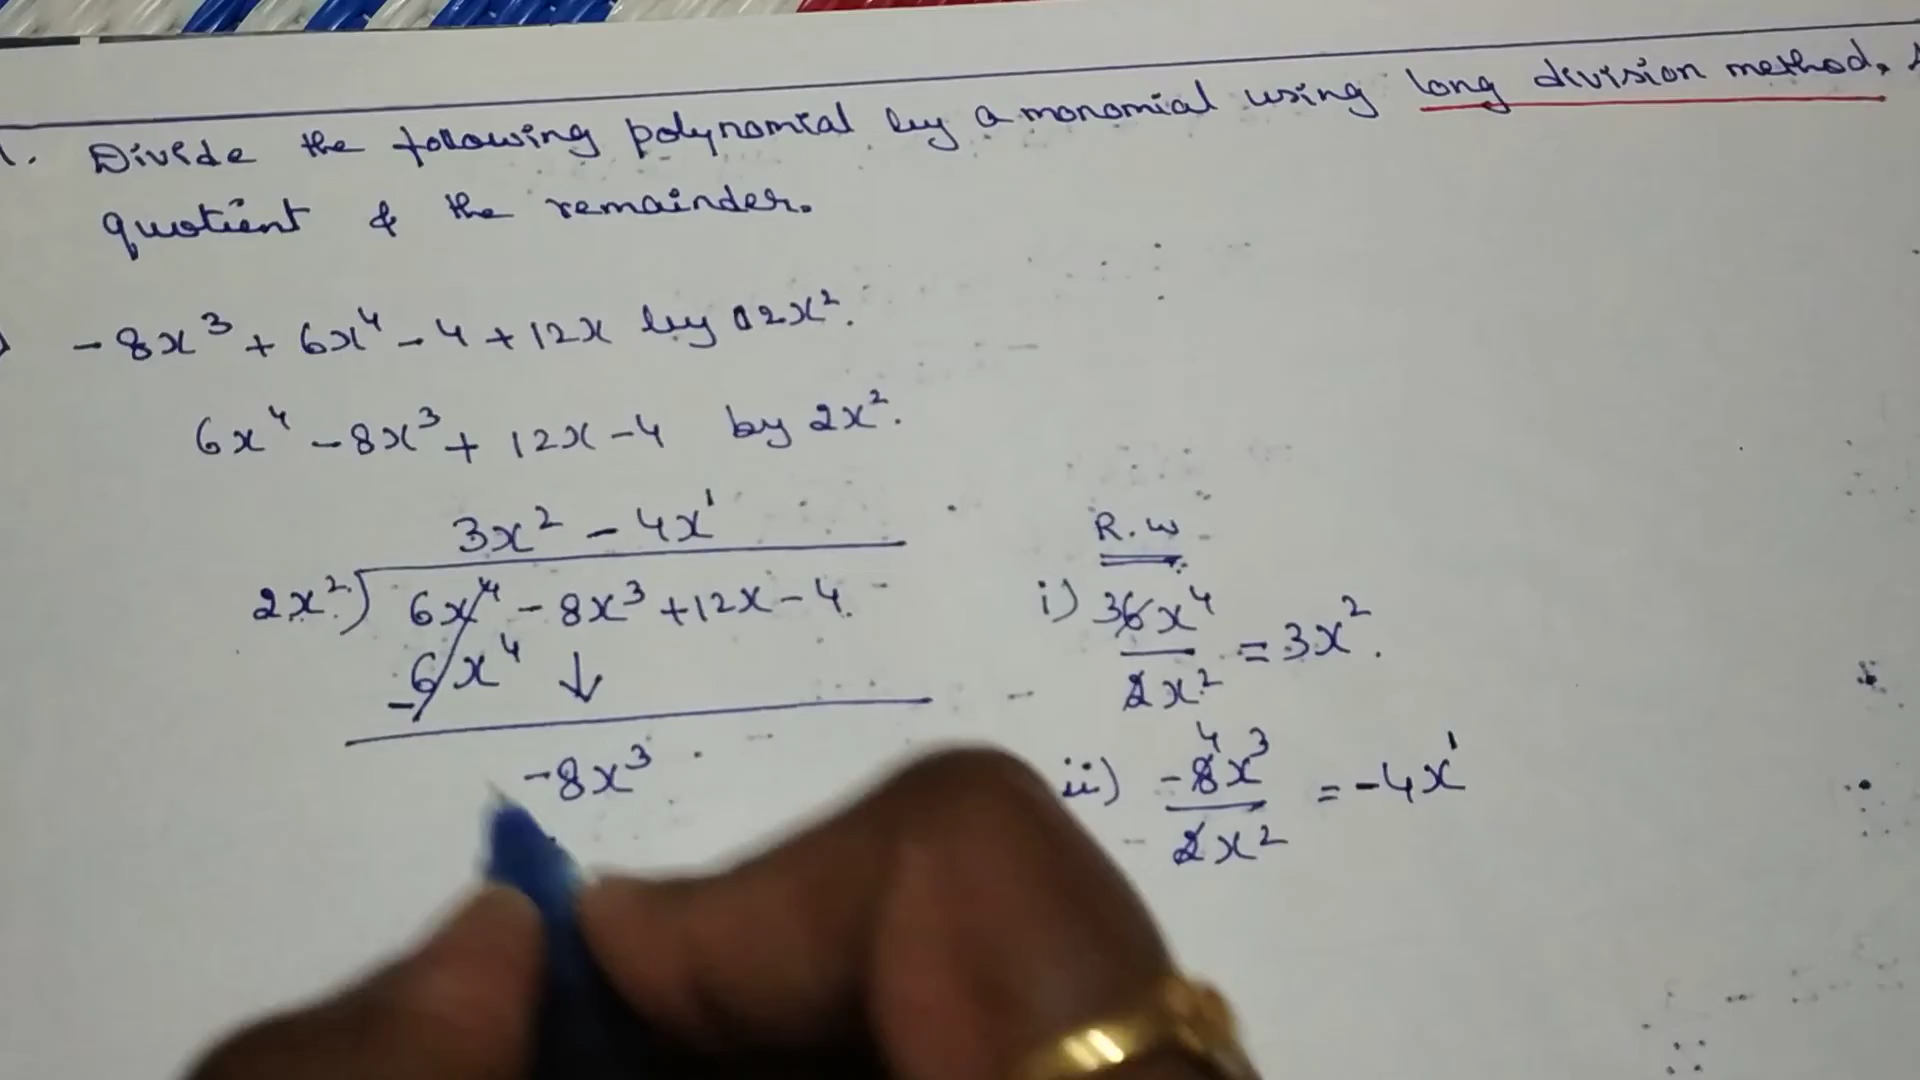 1. Divide the following polynomial by a monomial using long division method,
quotient & the remainder.
-8x³ + 6x⁴ - 4 + 12x by 2x².
6x⁴ - 8x³ + 12x - 4 by 2x².
3x² - 4x¹
2x²) 6x⁴ - 8x³ + 12x - 4
- 6x⁴ ↓
-8x³
R.W
i) 36x⁴ / 2x² = 3x².
ii) -8x³ / 2x² = -4x¹
4